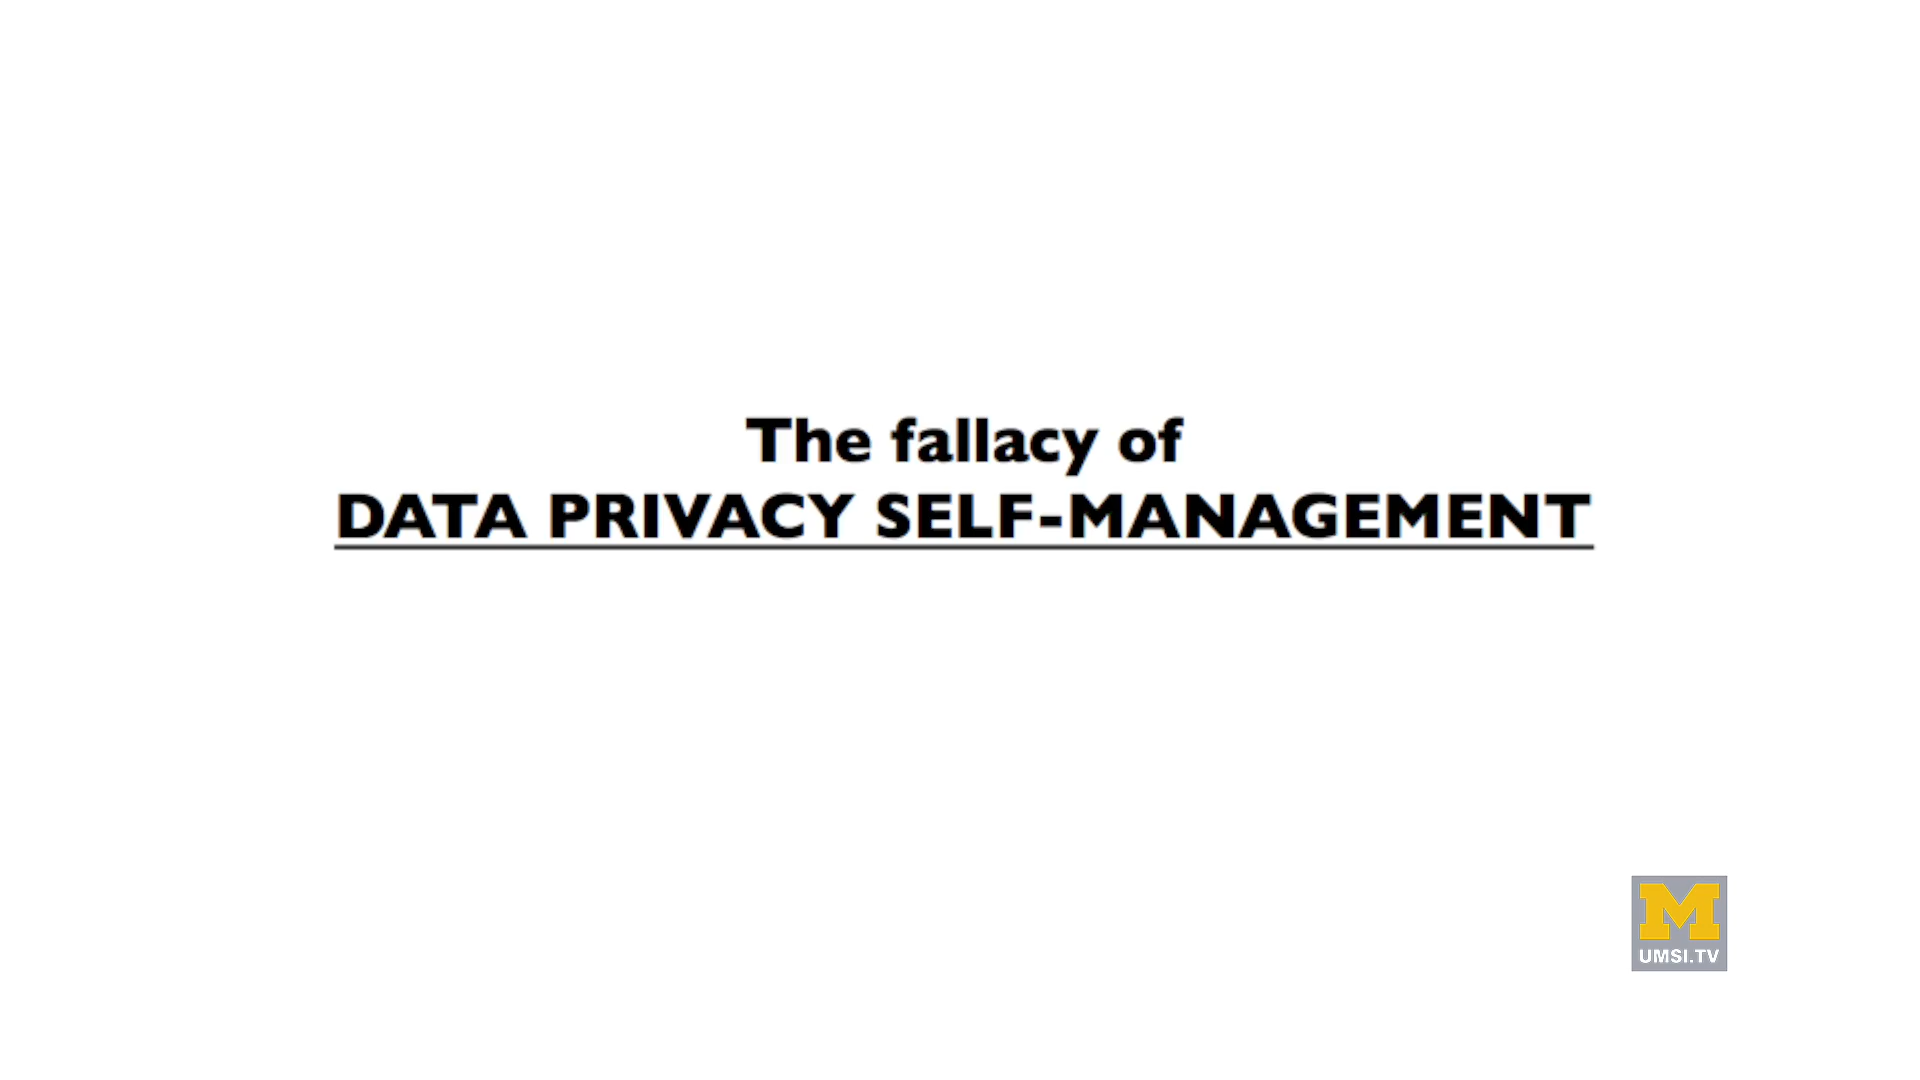 The fallacy of
DATA PRIVACY SELF-MANAGEMENT
M
UMSI.TV